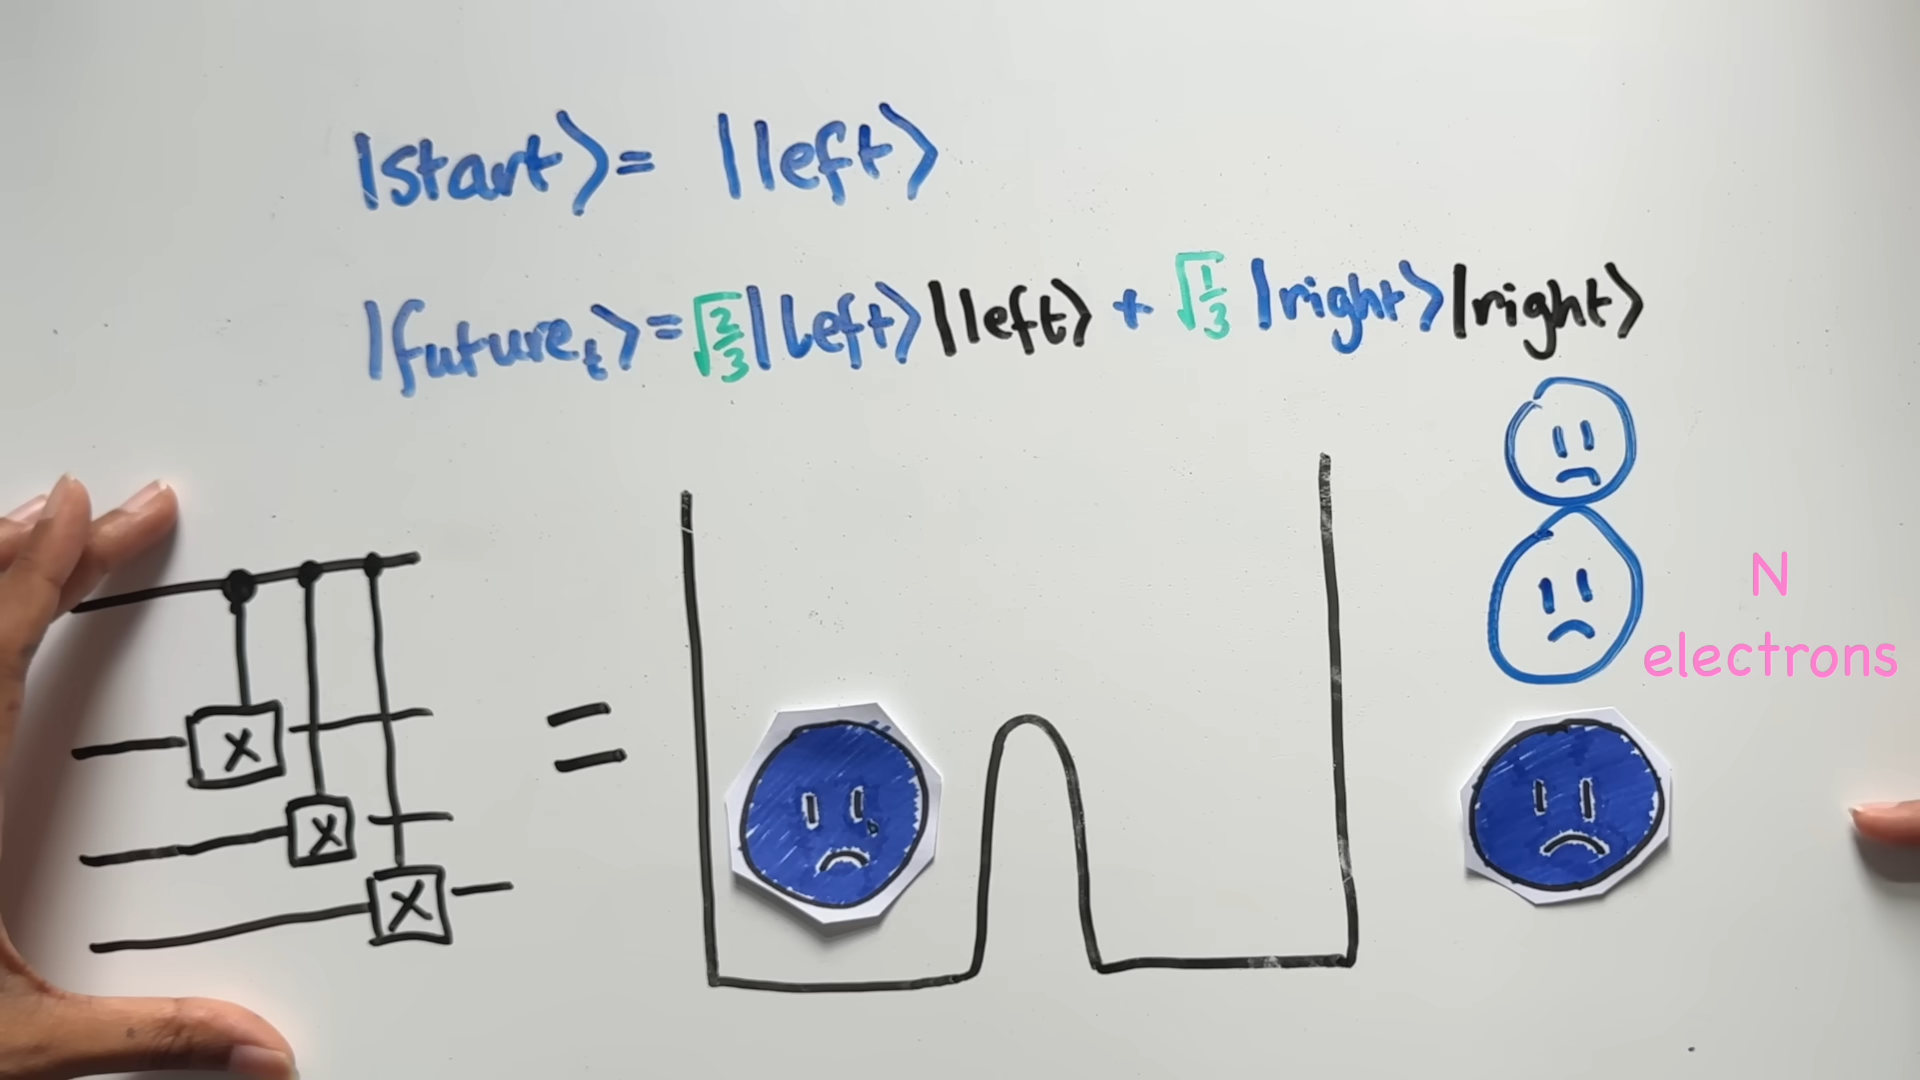 |start⟩= |left⟩
|future_t⟩=√2/3|left⟩|left⟩ + √1/3 |right⟩|right⟩
N
electrons
X
X
X
=